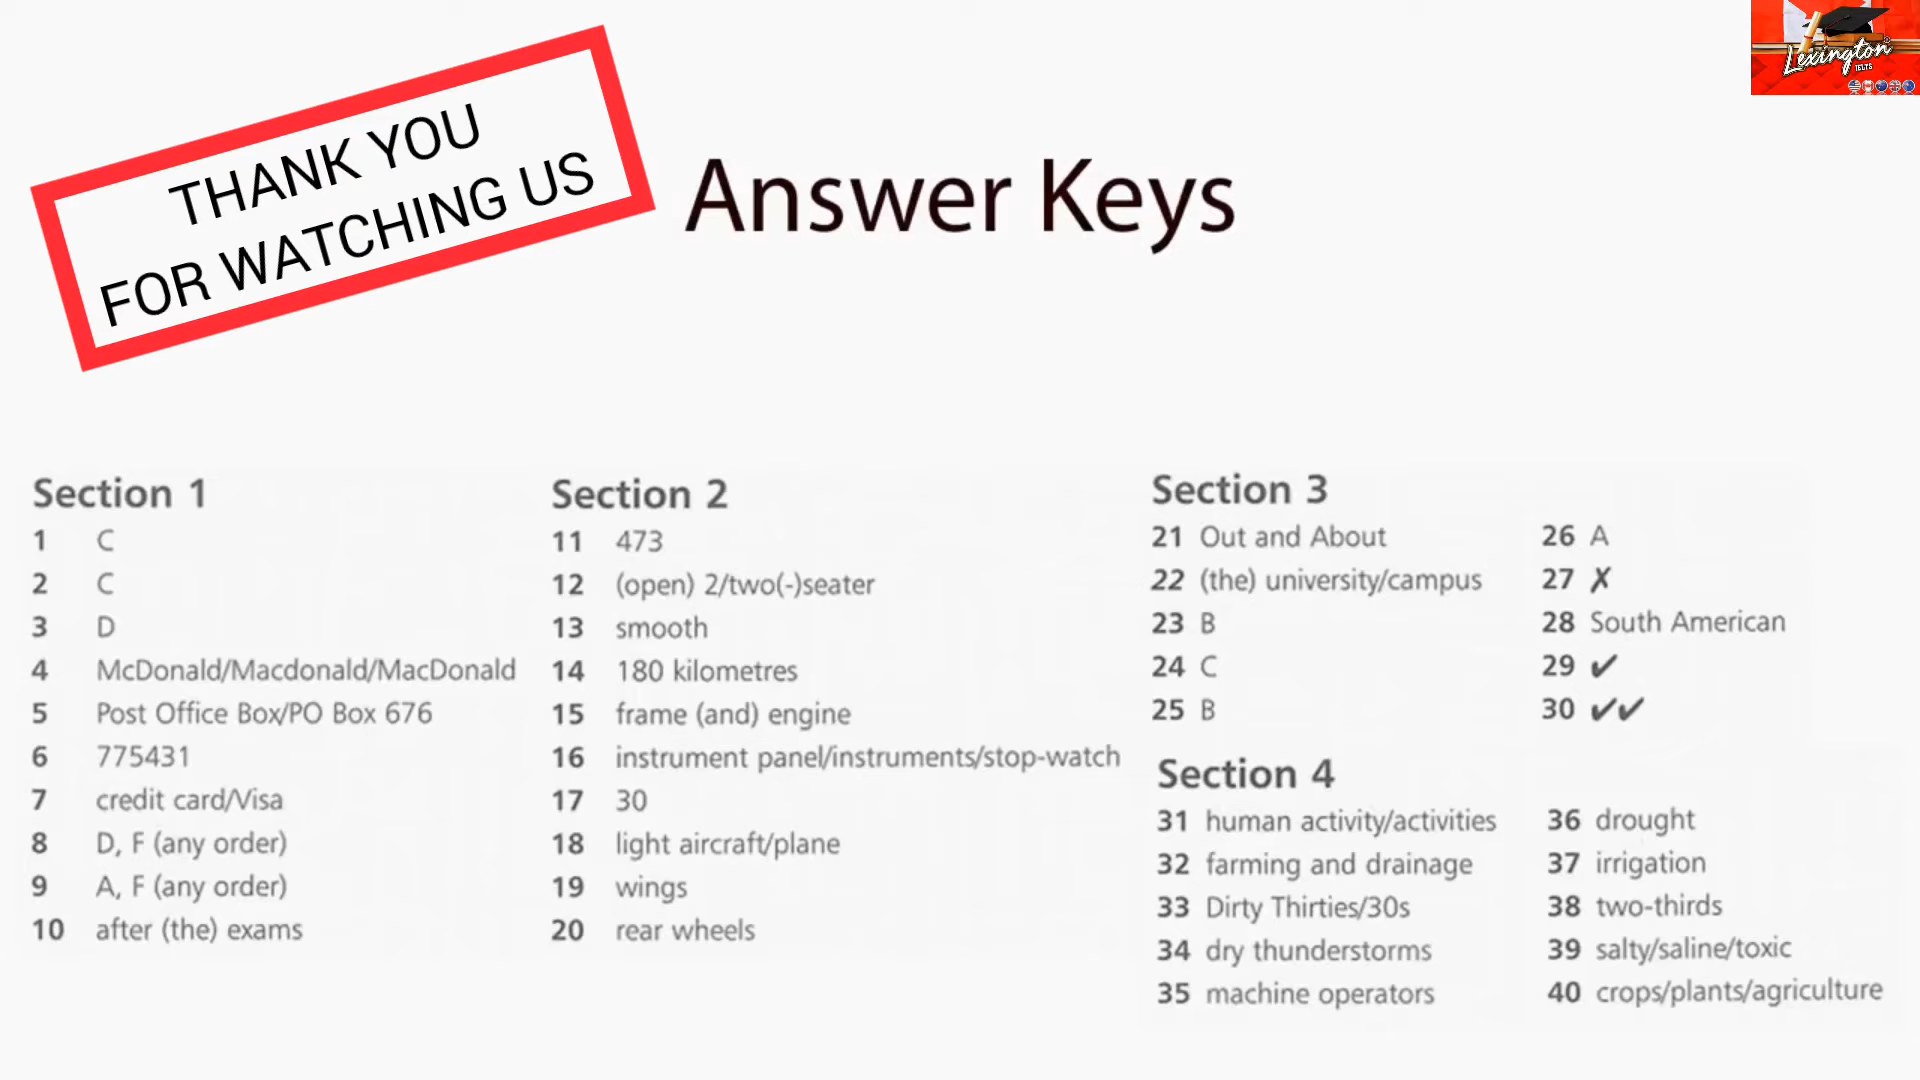 THANK YOU
FOR WATCHING US
Answer Keys
Lexington
IELTS
Section 1
1 C
2 C
3 D
4 McDonald/Macdonald/MacDonald
5 Post Office Box/PO Box 676
6 775431
7 credit card/Visa
8 D, F (any order)
9 A, F (any order)
10 after (the) exams
Section 2
11 473
12 (open) 2/two(-)seater
13 smooth
14 180 kilometres
15 frame (and) engine
16 instrument panel/instruments/stop-watch
17 30
18 light aircraft/plane
19 wings
20 rear wheels
Section 3
21 Out and About
22 (the) university/campus
23 B
24 C
25 B
26 A
27 ✗
28 South American
29 ✔
30 ✔✔
Section 4
31 human activity/activities
32 farming and drainage
33 Dirty Thirties/30s
34 dry thunderstorms
35 machine operators
36 drought
37 irrigation
38 two-thirds
39 salty/saline/toxic
40 crops/plants/agriculture